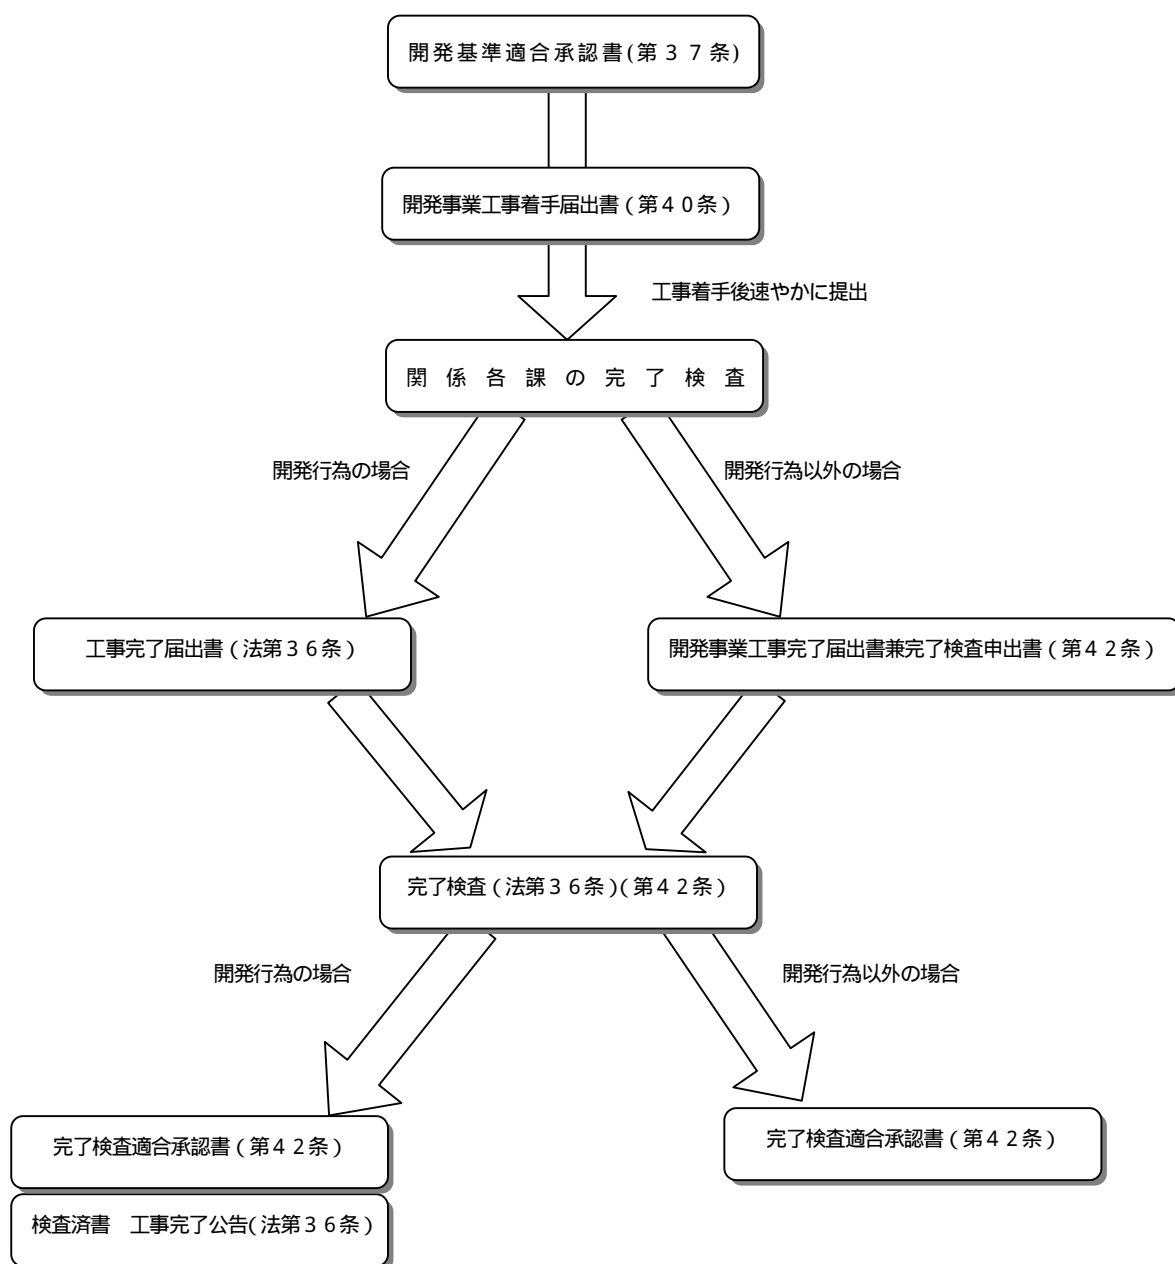 開発基準適合承認書(第３７条)
開発事業工事着手届出書（第４０条）
工事着手後速やかに提出
関係各課の完了検査
開発行為の場合
開発行為以外の場合
工事完了届出書（法第３６条）
開発事業工事完了届出書兼完了検査申出書（第４２条）
完了検査（法第３６条)(第４２条）
開発行為の場合
開発行為以外の場合
完了検査適合承認書（第４２条）
完了検査適合承認書（第４２条）
検査済書　工事完了公告(法第３６条）